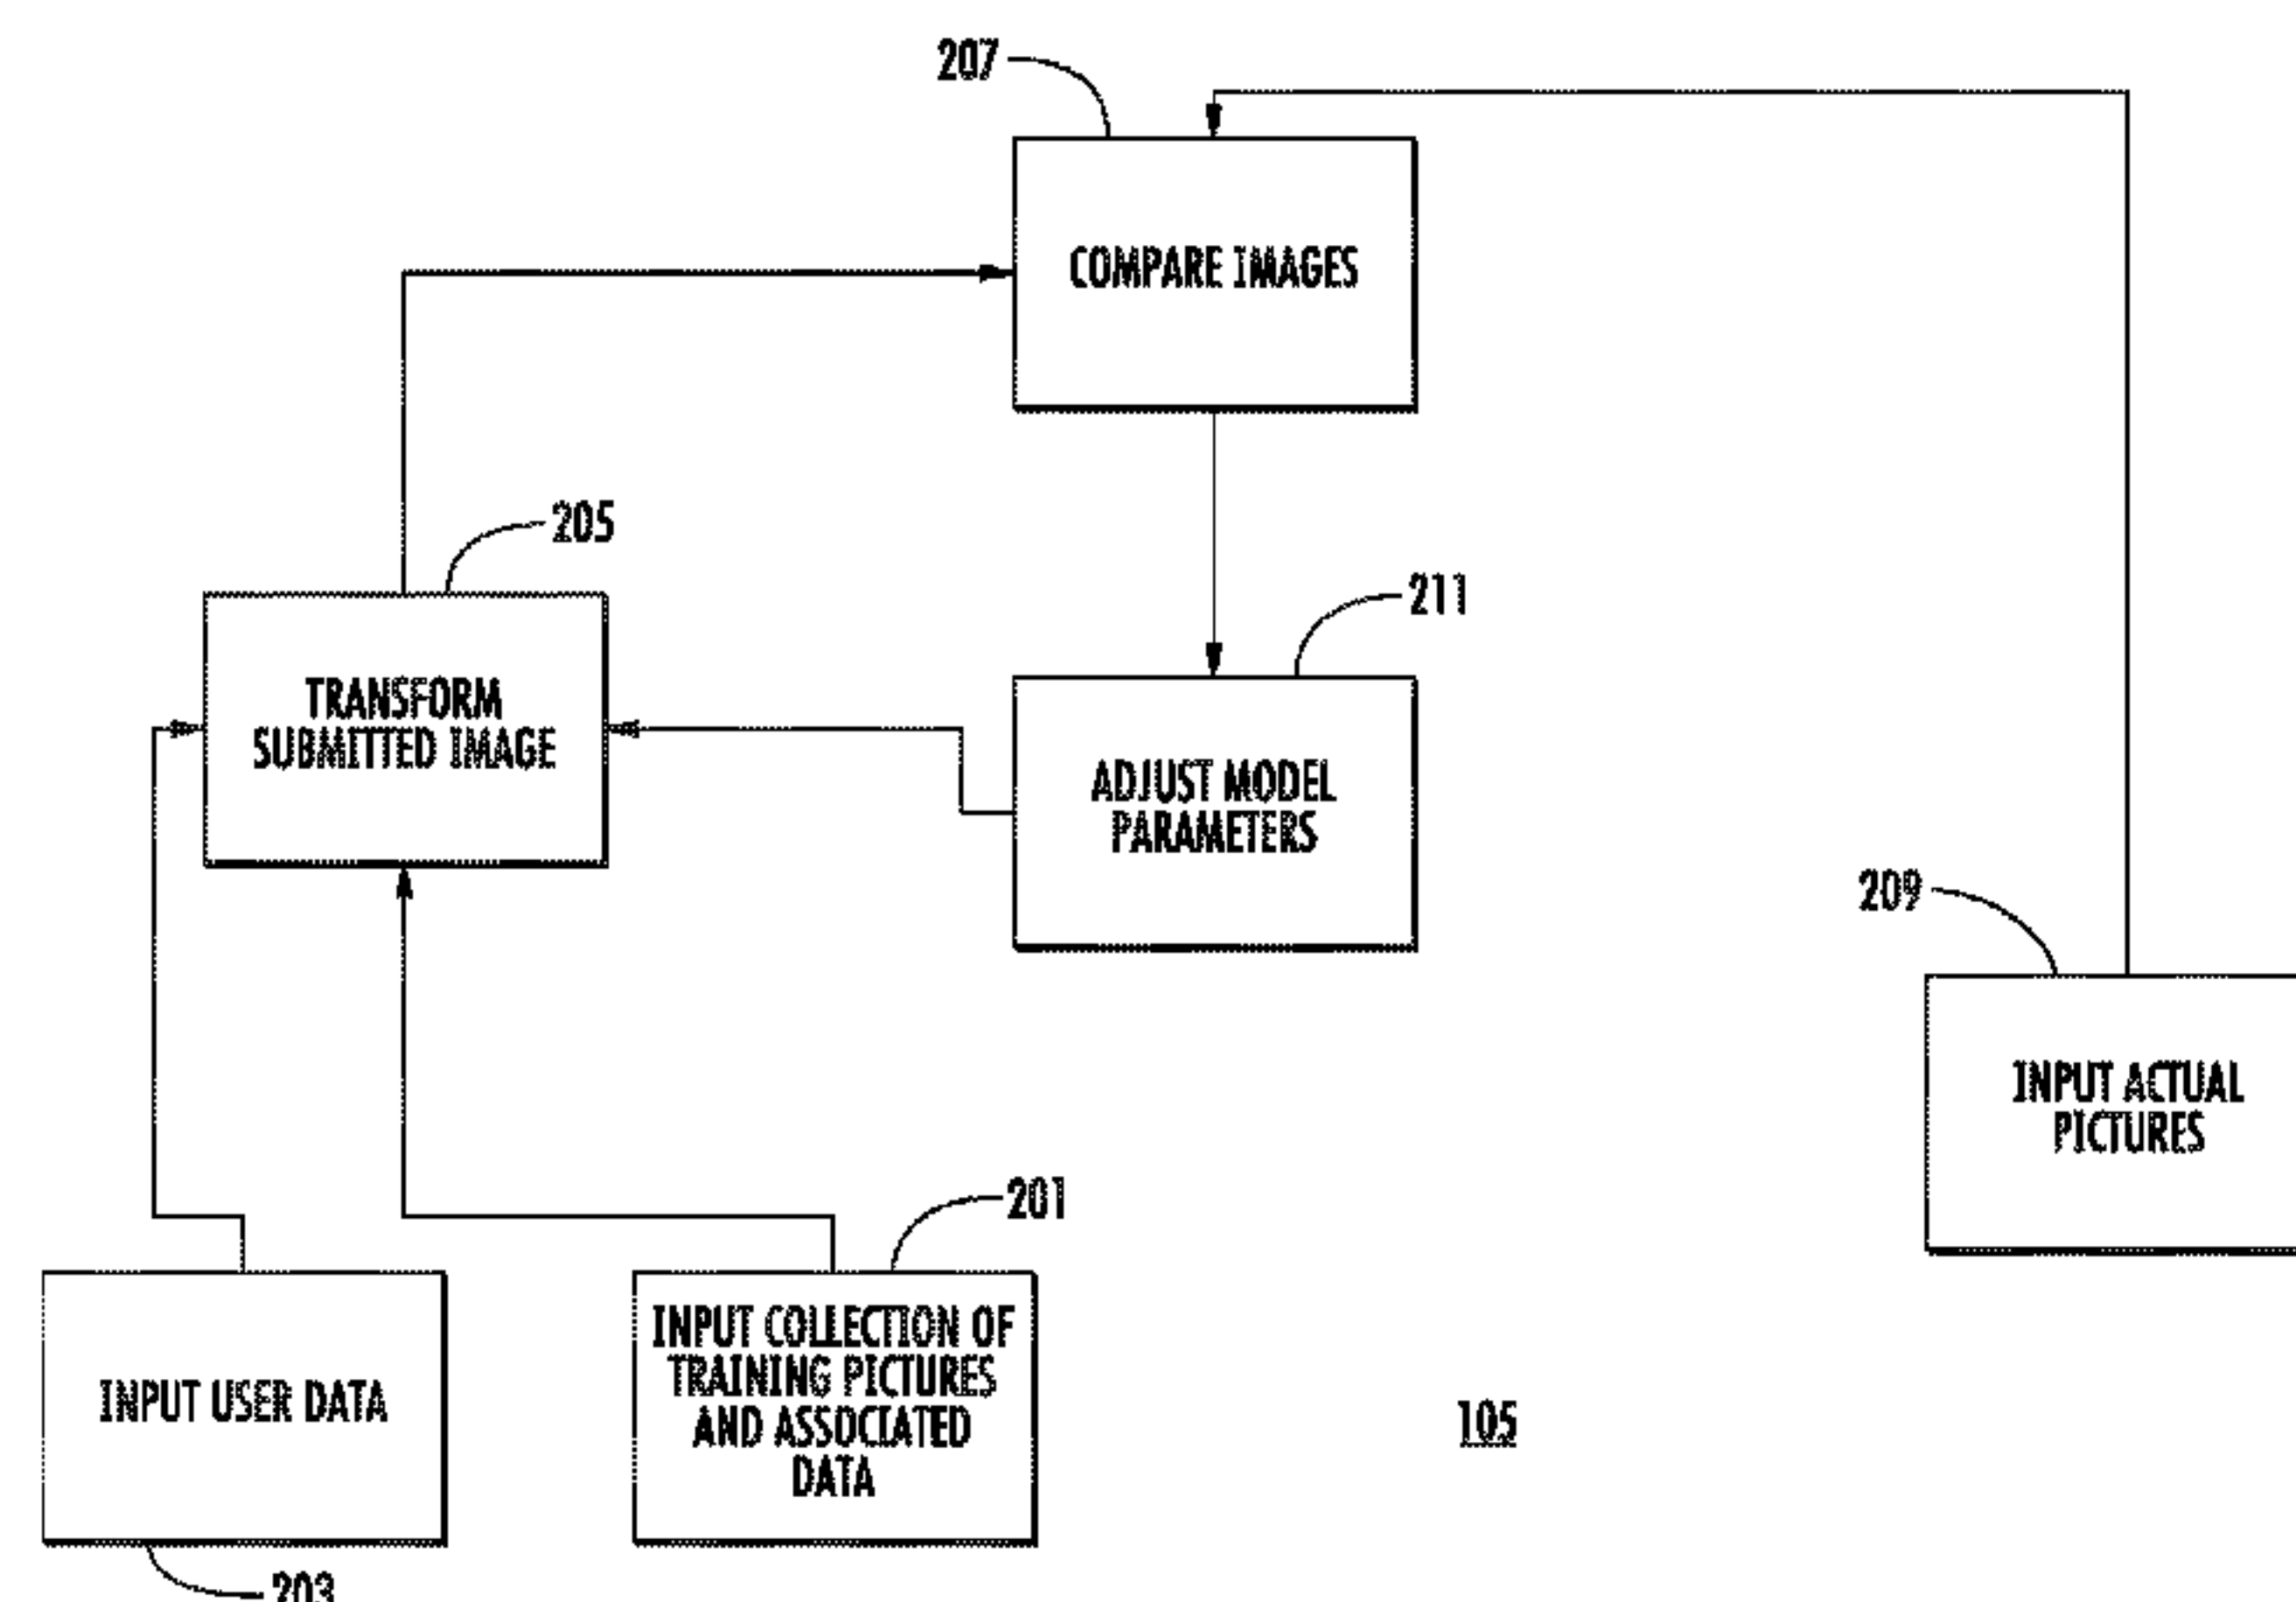 207
COMPARE IMAGES
205
TRANSFORM
SUBMITTED IMAGE
211
ADJUST MODEL
PARAMETERS
209
INPUT ACTUAL
PICTURES
201
INPUT COLLECTION OF
TRAINING PICTURES
AND ASSOCIATED
DATA
INPUT USER DATA
203
105